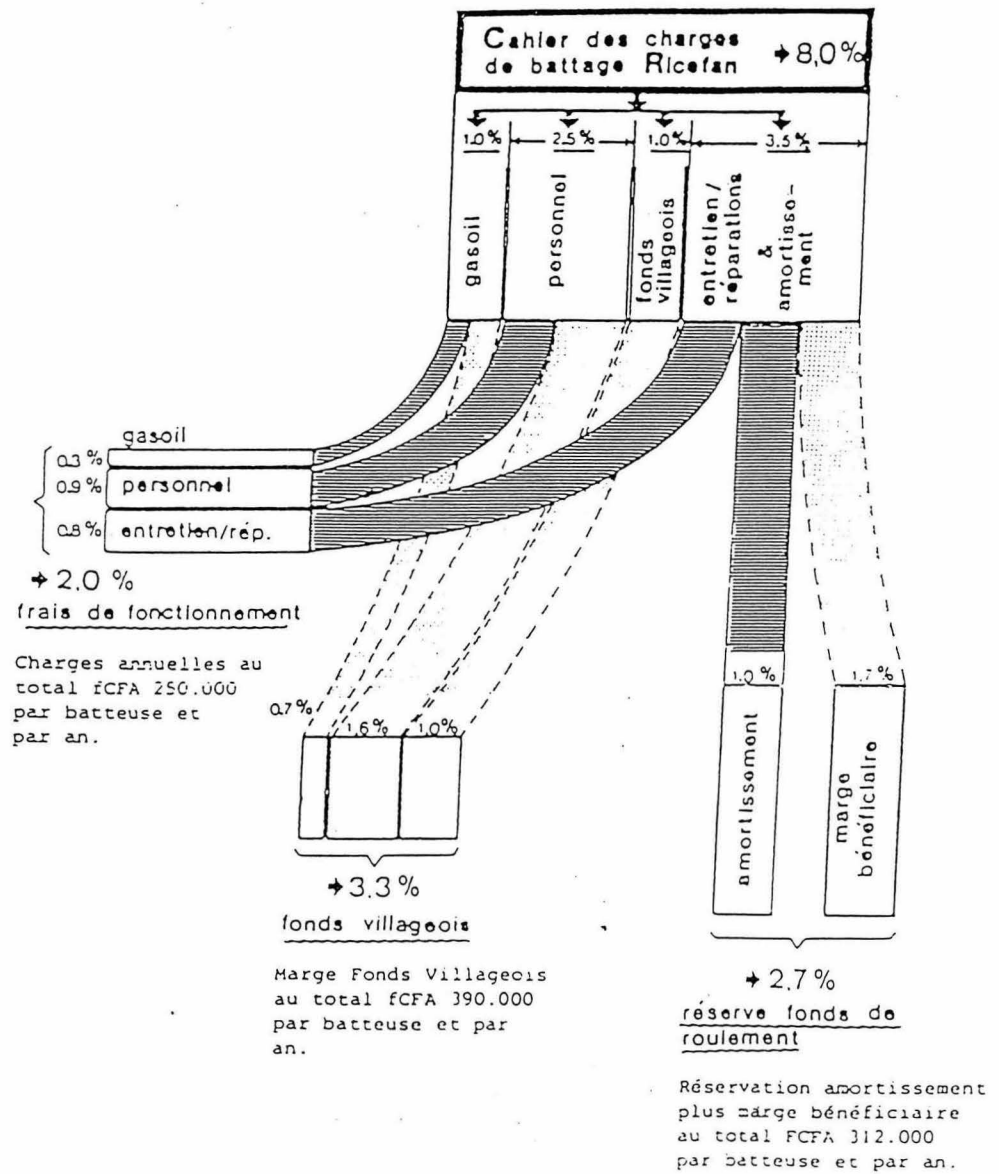 Cahier des charges
de battage Ricefan → 8,0%
1.0% 2.5% 1.0% 3.5%
gasoil
personnel
fonds
villageois
entretien/
réparations
&
amortisse-
ment
gasoil
0.3%
0.9% personnel
0.8% entretien/rép.
→ 2.0 %
frais de fonctionnement
Charges annuelles au
total fCFA 250.000
par batteuse et
par an.
0.7%
1.6% 1.0%
→ 3.3 %
fonds villageois
Marge Fonds Villageois
au total fCFA 390.000
par batteuse et par
an.
1.0% 1.7%
amortissement
marge
bénéficiaire
→ 2.7 %
réserve fonds de
roulement
Réservation amortissement
plus marge bénéficiaire
au total FCFA 312.000
par batteuse et par an.